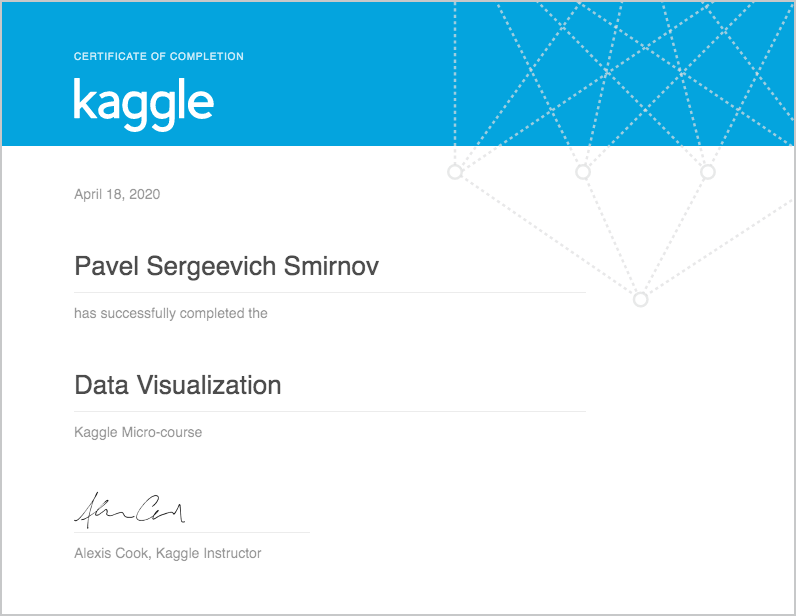 CERTIFICATE OF COMPLETION
kaggle
April 18, 2020
Pavel Sergeevich Smirnov
has successfully completed the
Data Visualization
Kaggle Micro-course
Alexis Cook, Kaggle Instructor